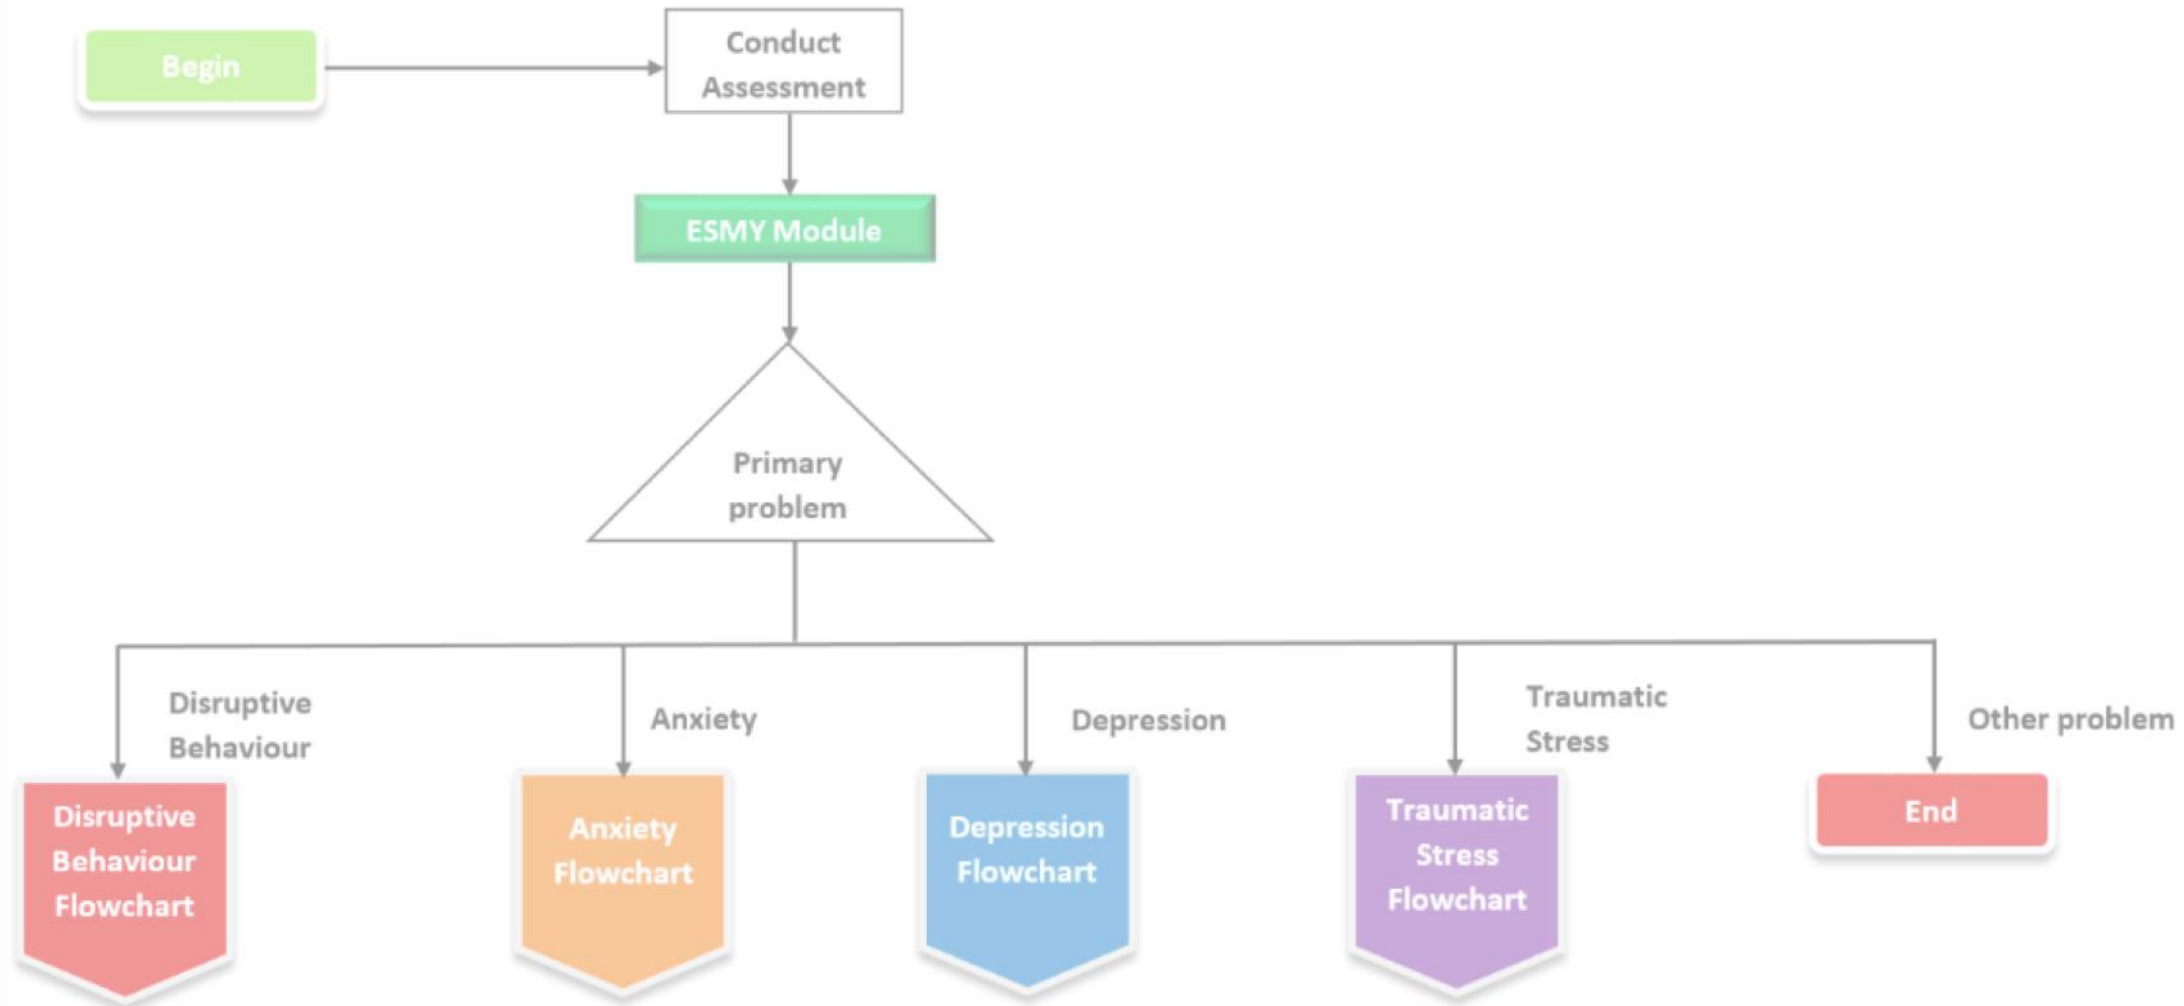 Begin
Conduct
Assessment
ESMY Module
Primary
problem
Disruptive
Behaviour
Anxiety
Depression
Traumatic
Stress
Other problem
Disruptive
Behaviour
Flowchart
Anxiety
Flowchart
Depression
Flowchart
Traumatic
Stress
Flowchart
End